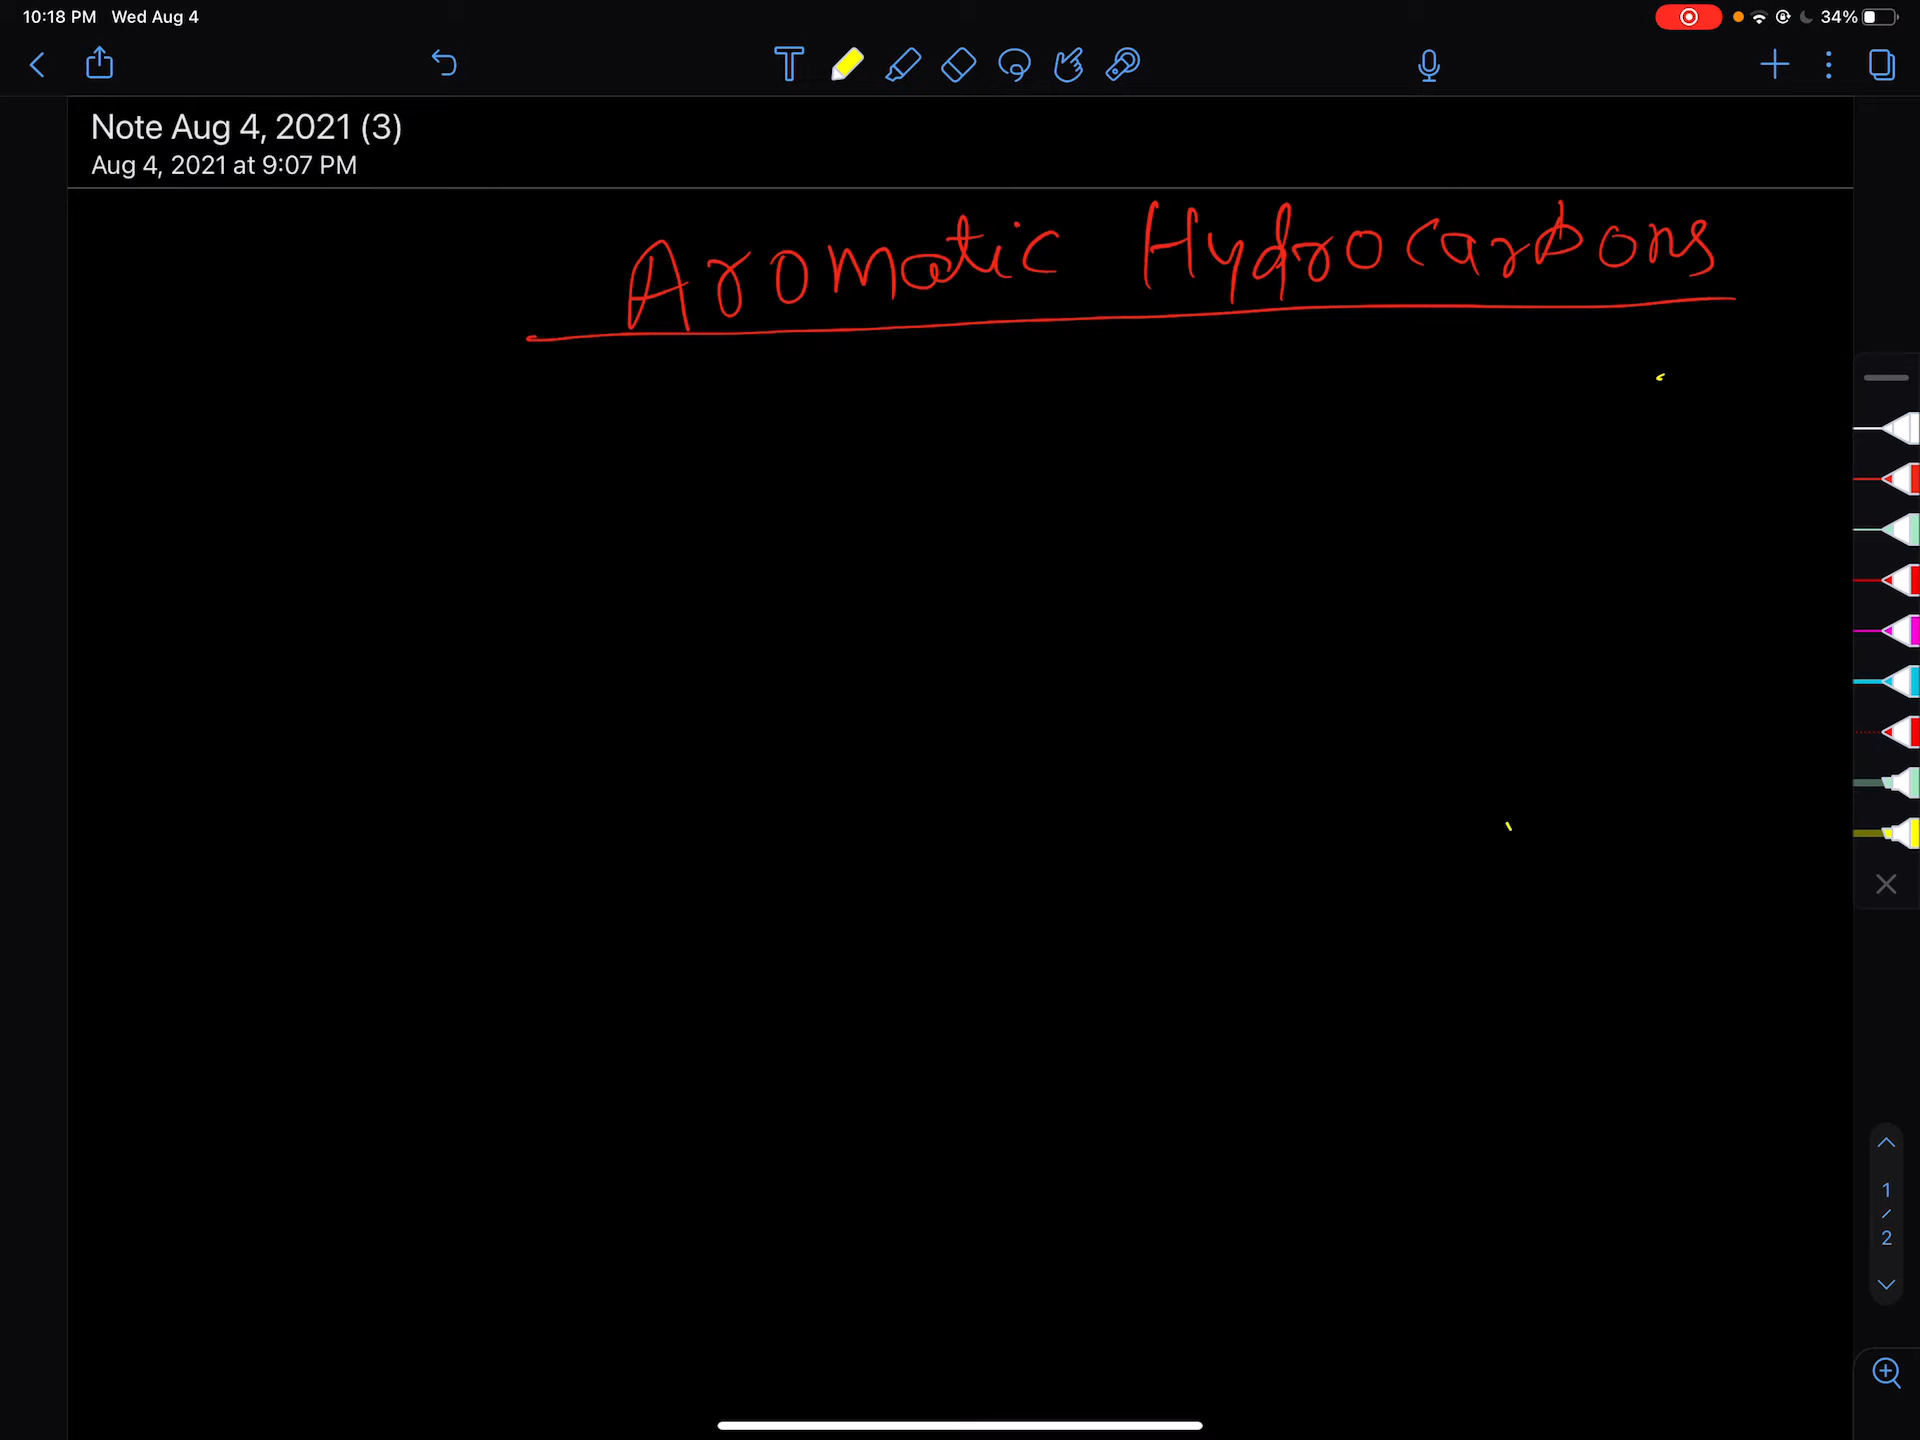 10:18 PM Wed Aug 4
34%
Note Aug 4, 2021 (3)
Aug 4, 2021 at 9:07 PM
Aromatic Hydrocarbons
1
/
2